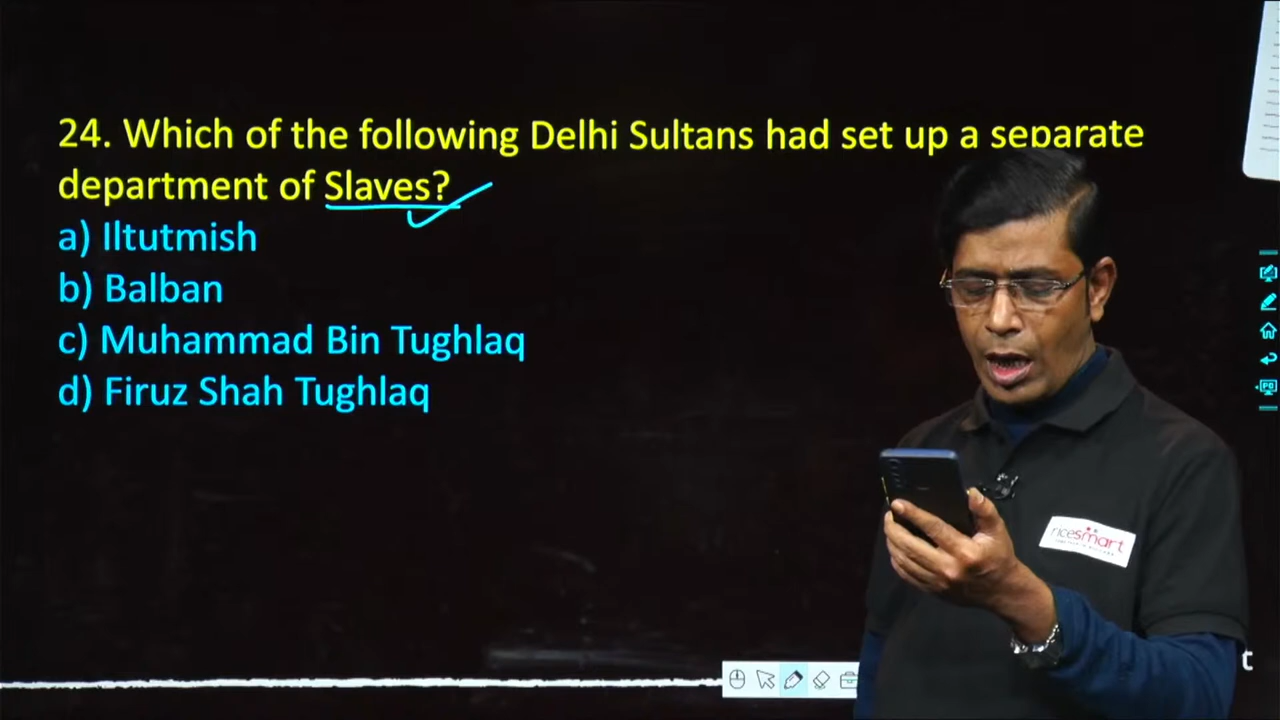 24. Which of the following Delhi Sultans had set up a separate
department of Slaves?
a) Iltutmish
b) Balban
c) Muhammad Bin Tughlaq
d) Firuz Shah Tughlaq
ricesmart
t